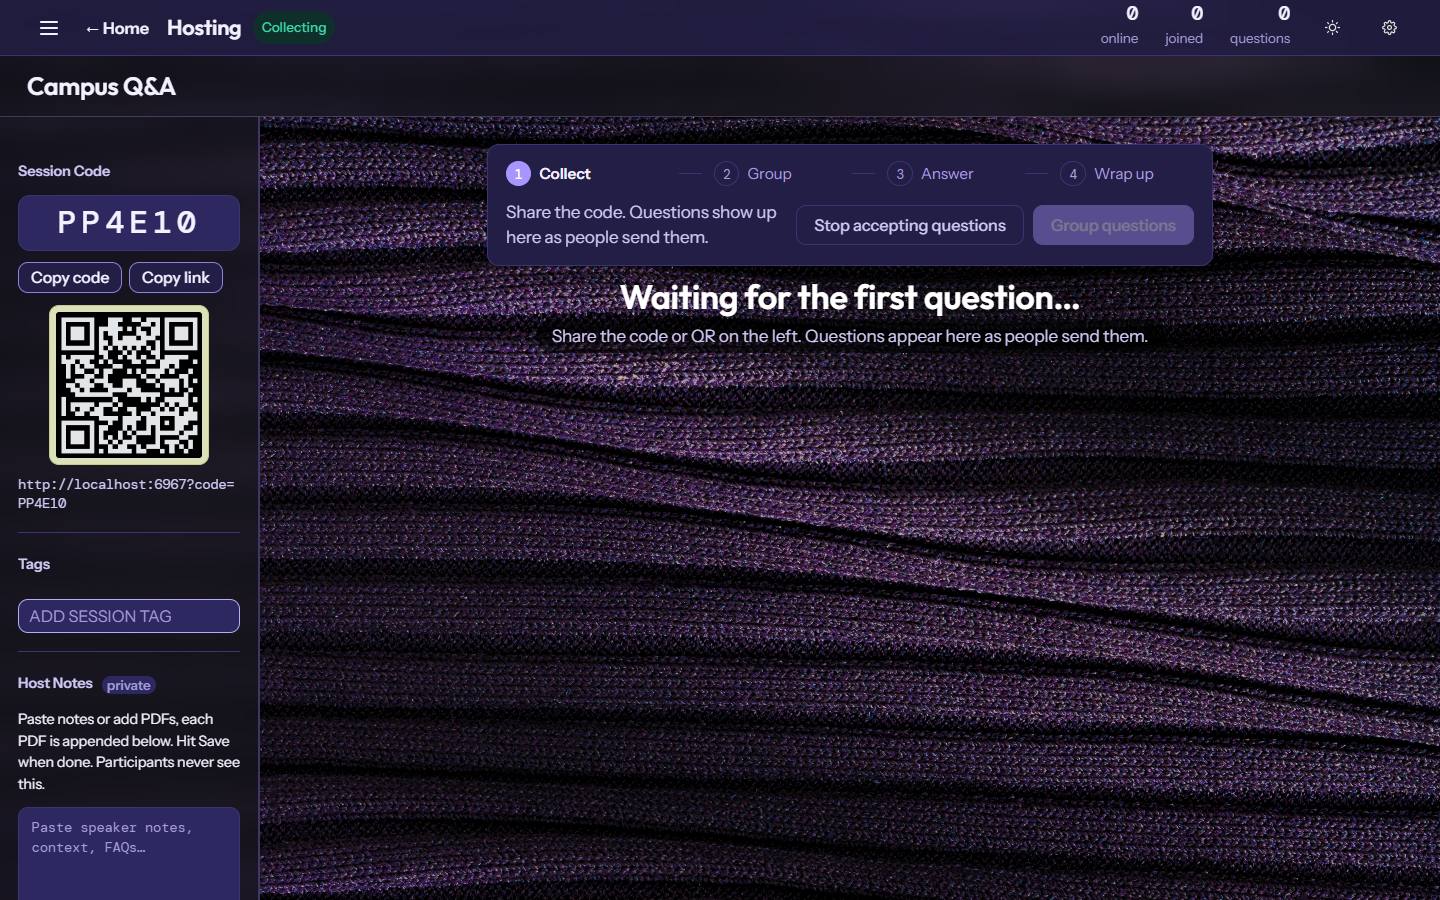 ← Home Hosting Collecting
0 online
0 joined
0 questions
Campus Q&A
Session Code
PP4E10
Copy code Copy link
http://localhost:6967?code=
PP4E10
Tags
ADD SESSION TAG
Host Notes private
Paste notes or add PDFs, each
PDF is appended below. Hit Save
when done. Participants never see
this.
Paste speaker notes,
context, FAQs…
1 Collect 2 Group 3 Answer 4 Wrap up
Share the code. Questions show up
here as people send them.
Stop accepting questions Group questions
Waiting for the first question...
Share the code or QR on the left. Questions appear here as people send them.